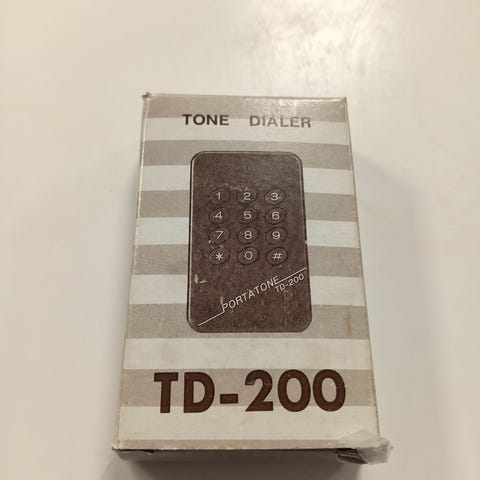 TONE DIALER
1 2 3
4 5 6
7 8 9
* 0 #
PORTATONE
TD-200
TD-200